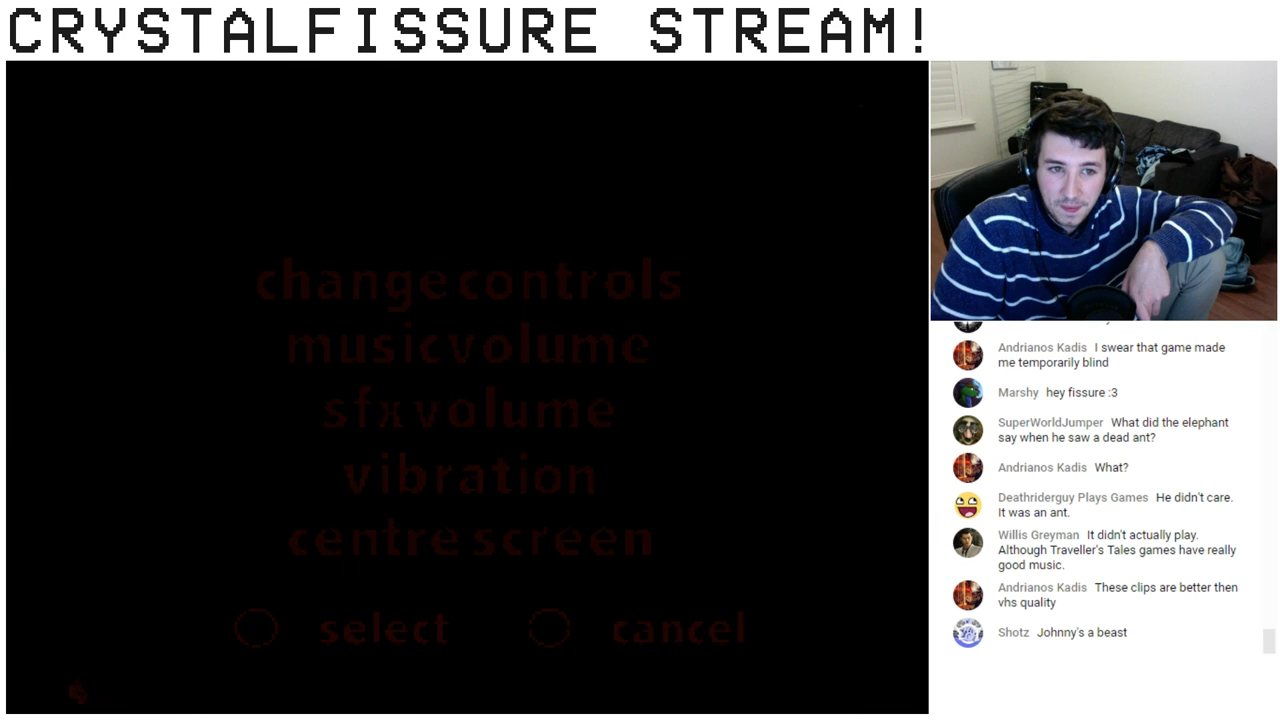 CRYSTALFISSURE STREAM!
change controls
music volume
sfx volume
vibration
centre screen
select cancel
Andrianos Kadis I swear that game made
me temporarily blind
Marshy hey fissure :3
SuperWorldJumper What did the elephant
say when he saw a dead ant?
Andrianos Kadis What?
Deathriderguy Plays Games He didn't care.
It was an ant.
Willis Greyman It didn't actually play.
Although Traveller's Tales games have really
good music.
Andrianos Kadis These clips are better then
vhs quality
Shotz Johnny's a beast